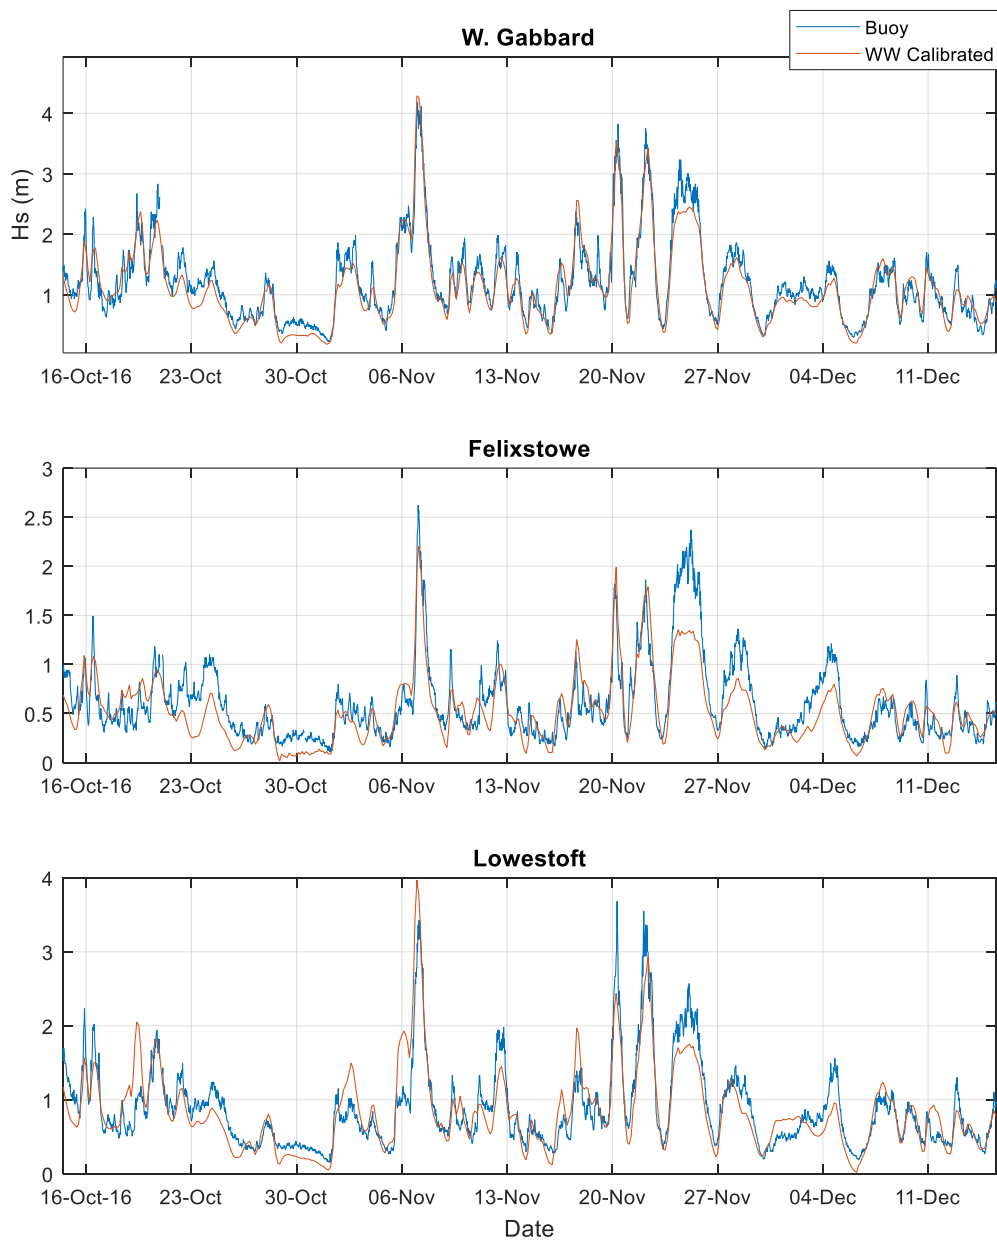 W. Gabbard
Buoy
WW Calibrated
Hs (m)
4
3
2
1
16-Oct-16 23-Oct 30-Oct 06-Nov 13-Nov 20-Nov 27-Nov 04-Dec 11-Dec
Felixstowe
3
2.5
2
1.5
1
0.5
0
16-Oct-16 23-Oct 30-Oct 06-Nov 13-Nov 20-Nov 27-Nov 04-Dec 11-Dec
Lowestoft
4
3
2
1
0
16-Oct-16 23-Oct 30-Oct 06-Nov 13-Nov 20-Nov 27-Nov 04-Dec 11-Dec
Date